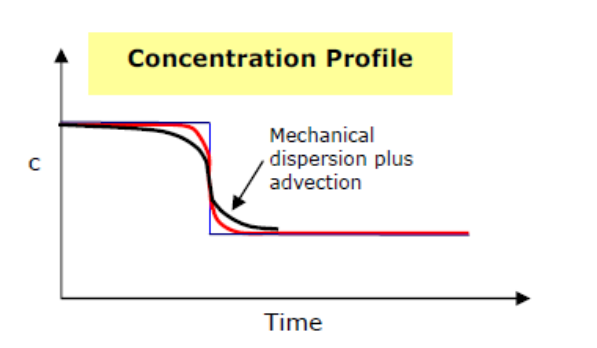 Concentration Profile
Mechanical
dispersion plus
advection
c
Time